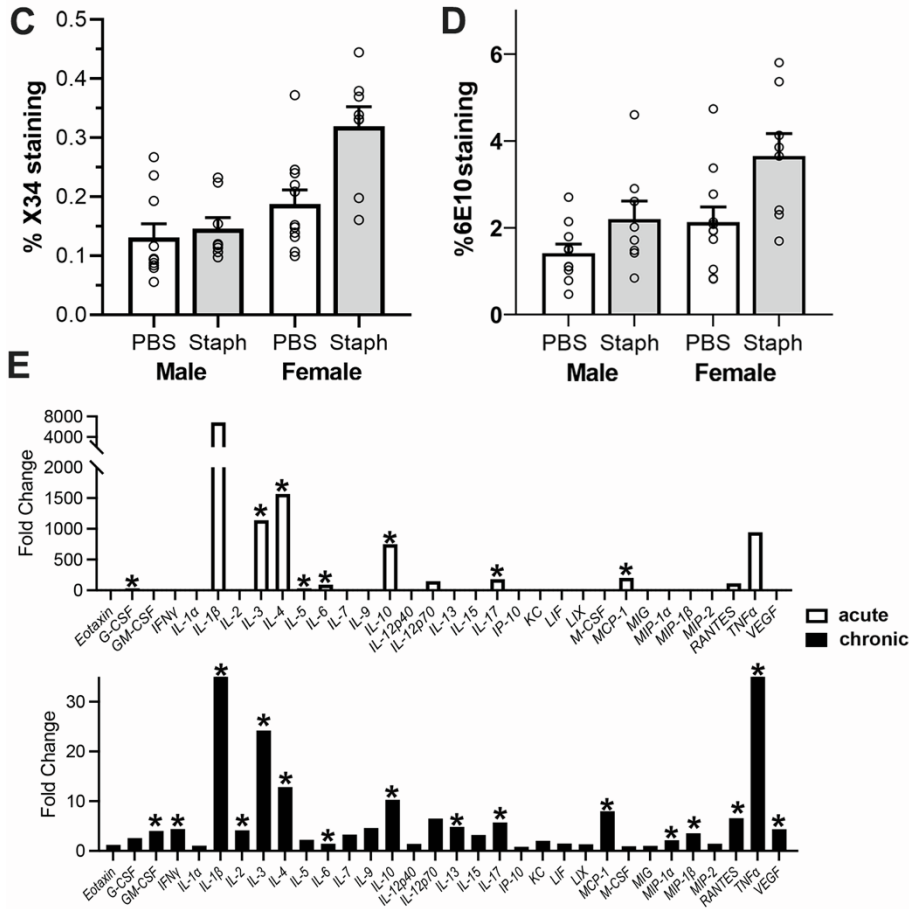 C
% X34 staining
0.5
0.4
0.3
0.2
0.1
0.0
PBS Staph PBS Staph
Male Female
D
%6E10 staining
6
4
2
0
PBS Staph PBS Staph
Male Female
E
Fold Change
8000
4000
2000
1500
1000
500
0
* * * * * * * *
Eotaxin G-CSF GM-CSF IFNγ IL-1α IL-1β IL-2 IL-3 IL-4 IL-5 IL-6 IL-7 IL-9 IL-10 IL-12p40 IL-12p70 IL-13 IL-15 IL-17 IP-10 KC LIF LIX M-CSF MCP-1 MIG MIP-1α MIP-1β MIP-2 RANTES TNFα VEGF
acute
chronic
Fold Change
30
20
10
0
* * * * * * * * * * * * * * * *
Eotaxin G-CSF GM-CSF IFNγ IL-1α IL-1β IL-2 IL-3 IL-4 IL-5 IL-6 IL-7 IL-9 IL-10 IL-12p40 IL-12p70 IL-13 IL-15 IL-17 IP-10 KC LIF LIX MCP-1 M-CSF MIG MIP-1α MIP-1β MIP-2 RANTES TNFα VEGF